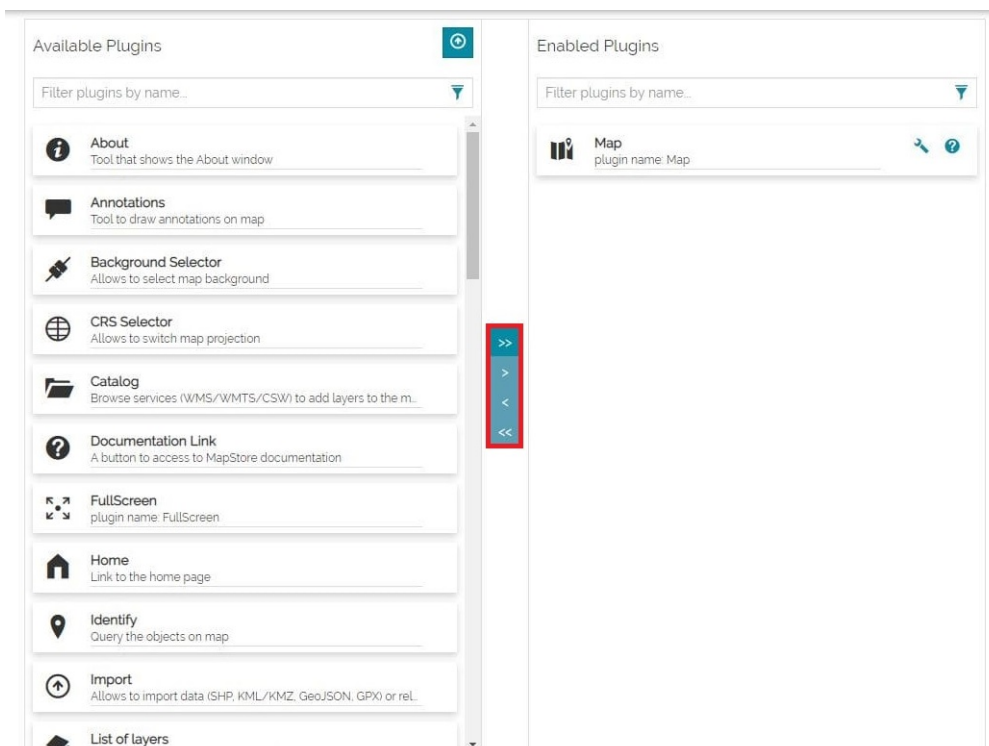 Available Plugins
Filter plugins by name...
About
Tool that shows the About window
Annotations
Tool to draw annotations on map
Background Selector
Allows to select map background
CRS Selector
Allows to switch map projection
Catalog
Browse services (WMS/WMTS/CSW) to add layers to the m...
Documentation Link
A button to access to MapStore documentation
FullScreen
plugin name: FullScreen
Home
Link to the home page
Identify
Query the objects on map
Import
Allows to import data (SHP, KML/KMZ, GeoJSON, GPX) or rel...
List of layers
>>
>
<
<<
Enabled Plugins
Filter plugins by name...
Map
plugin name: Map